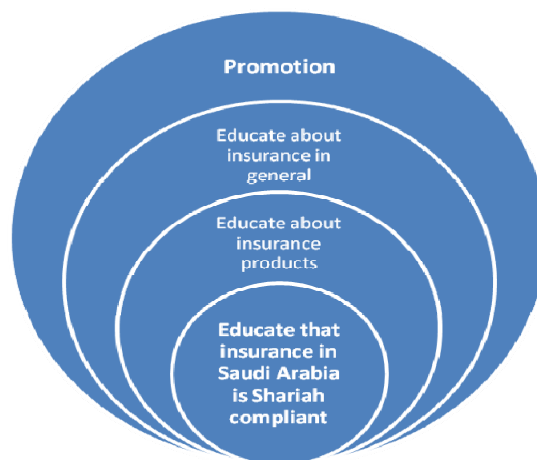 Promotion
Educate about
insurance in
general
Educate about
insurance
products
Educate that
insurance in
Saudi Arabia
is Shariah
compliant